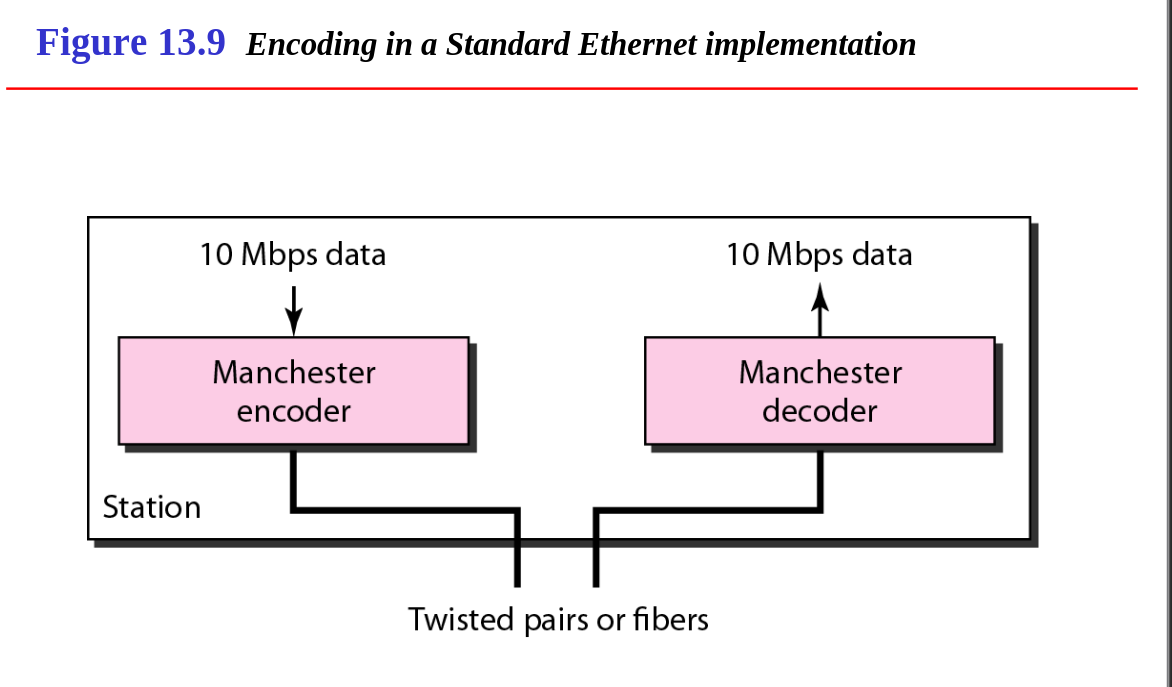 Figure 13.9 Encoding in a Standard Ethernet implementation
10 Mbps data
10 Mbps data
Manchester
encoder
Manchester
decoder
Station
Twisted pairs or fibers